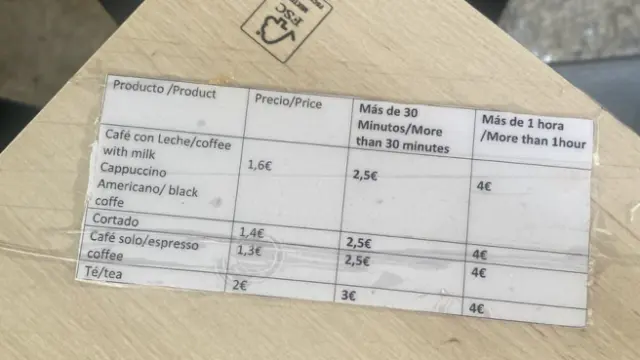 FSC
Producto /Product
Precio/Price
Más de 30
Minutos/More
than 30 minutes
Más de 1 hora
/More than 1hour
Café con Leche/coffee
with milk
Cappuccino
Americano/ black
coffe
1,6€
2,5€
4€
Cortado
1,4€
2,5€
4€
Café solo/espresso
coffee
1,3€
2,5€
4€
Té/tea
2€
3€
4€